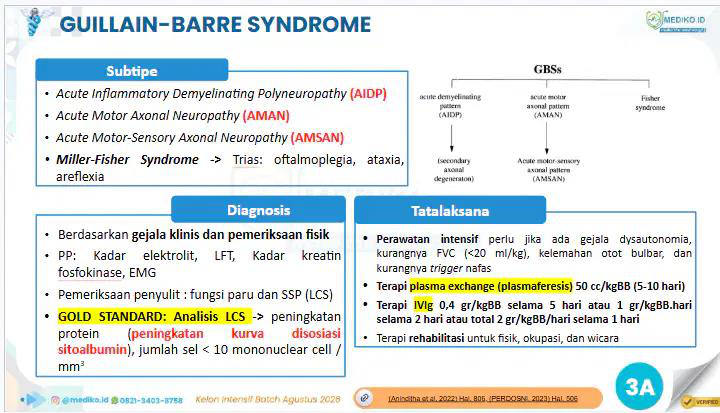 GUILLAIN-BARRE SYNDROME
MEDIKO.ID
Subtipe
• Acute Inflammatory Demyelinating Polyneuropathy (AIDP)
• Acute Motor Axonal Neuropathy (AMAN)
• Acute Motor-Sensory Axonal Neuropathy (AMSAN)
• Miller-Fisher Syndrome -> Trias: oftalmoplegia, ataxia,
areflexia
GBSs
acute demyelinating
pattern
(AIDP)
acute motor
axonal pattern
(AMAN)
Fisher
syndrome
(secondary
axonal
degeneraton)
Acute motor-sensory
axonal pattern
(AMSAN)
Diagnosis
• Berdasarkan gejala klinis dan pemeriksaan fisik
• PP: Kadar elektrolit, LFT, Kadar kreatin
fosfokinase, EMG
• Pemeriksaan penyulit : fungsi paru dan SSP (LCS)
• GOLD STANDARD: Analisis LCS -> peningkatan
protein (peningkatan kurva disosiasi
sitoalbumin), jumlah sel < 10 mononuclear cell /
mm³
Tatalaksana
• Perawatan intensif perlu jika ada gejala dysautonomia,
kurangnya FVC (<20 ml/kg), kelemahan otot bulbar, dan
kurangnya trigger nafas
• Terapi plasma exchange (plasmaferesis) 50 cc/kgBB (5-10 hari)
• Terapi IVIg 0,4 gr/kgBB selama 5 hari atau 1 gr/kgBB.hari
selama 2 hari atau total 2 gr/kgBB/hari selama 1 hari
• Terapi rehabilitasi untuk fisik, okupasi, dan wicara
3A
@mediko.id 0821-3403-8758
Kelon Intensif Batch Agustus 2028
(Aninditha et al, 2022) Hal. 805, (PERDOSNI, 2023) Hal. 506
VERIFIED